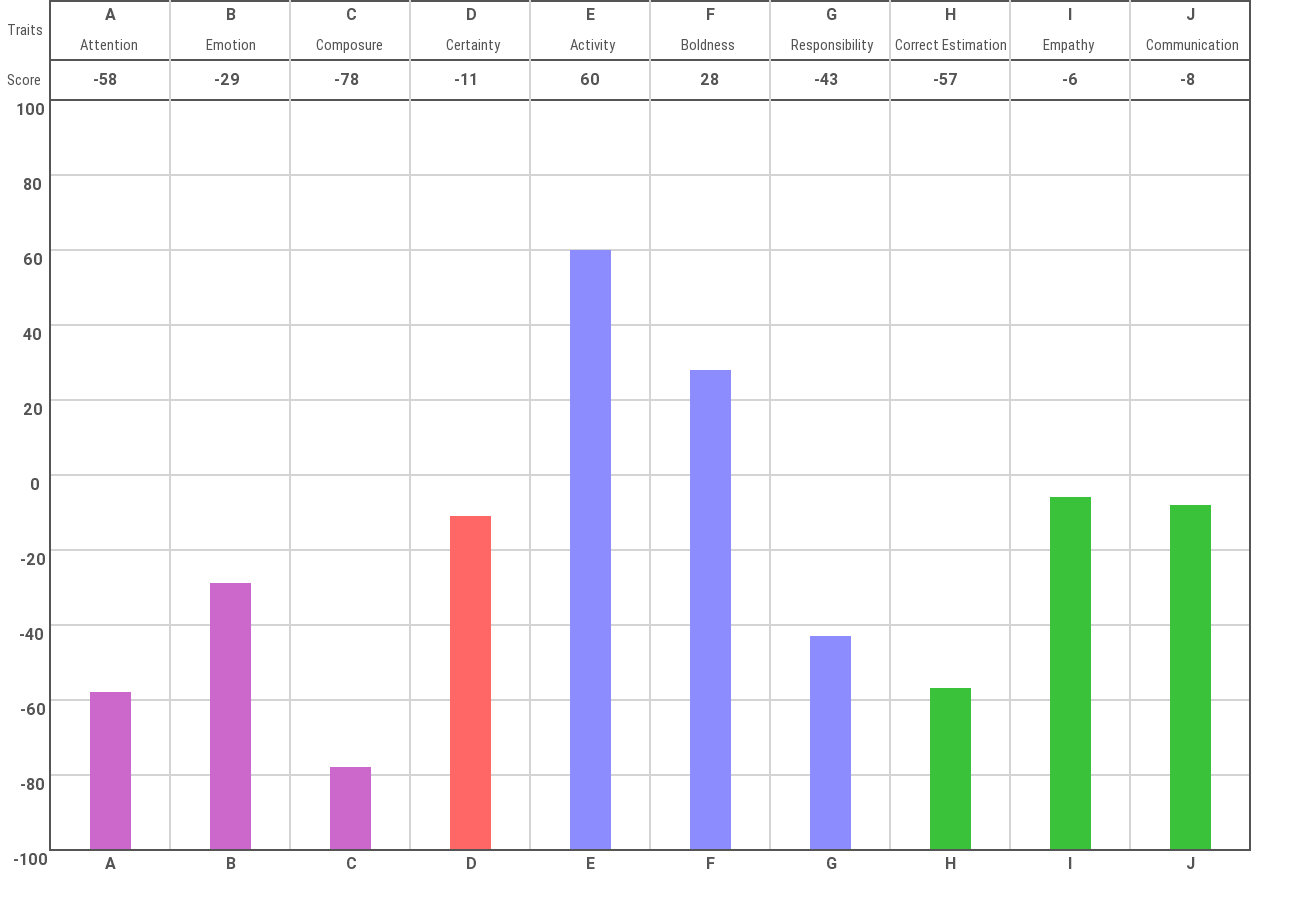 A B C D E F G H I J
Traits
Attention Emotion Composure Certainty Activity Boldness Responsibility Correct Estimation Empathy Communication
Score -58 -29 -78 -11 60 28 -43 -57 -6 -8
100
80
60
40
20
0
-20
-40
-60
-80
-100
A B C D E F G H I J